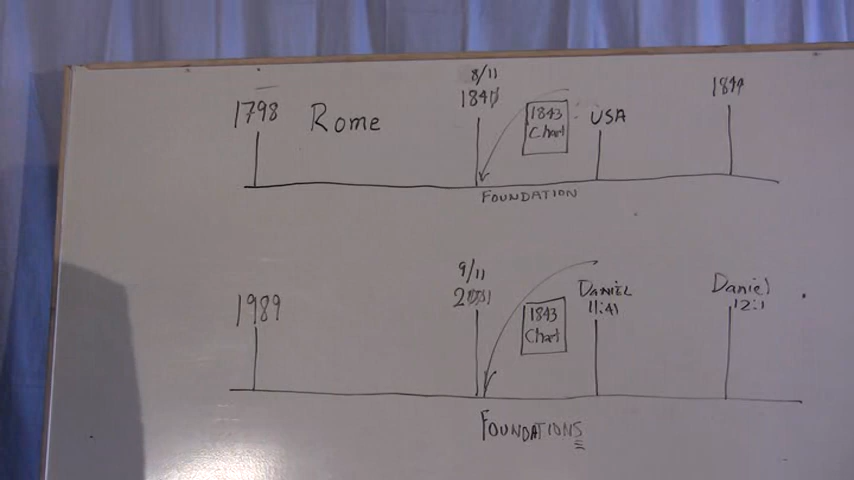 8/11
1798 Rome 1840 1843 Chart USA 1844
FOUNDATION
9/11
1989 2001 1843 Chart DANIEL 11:41 Daniel 12:1
FOUNDATIONS